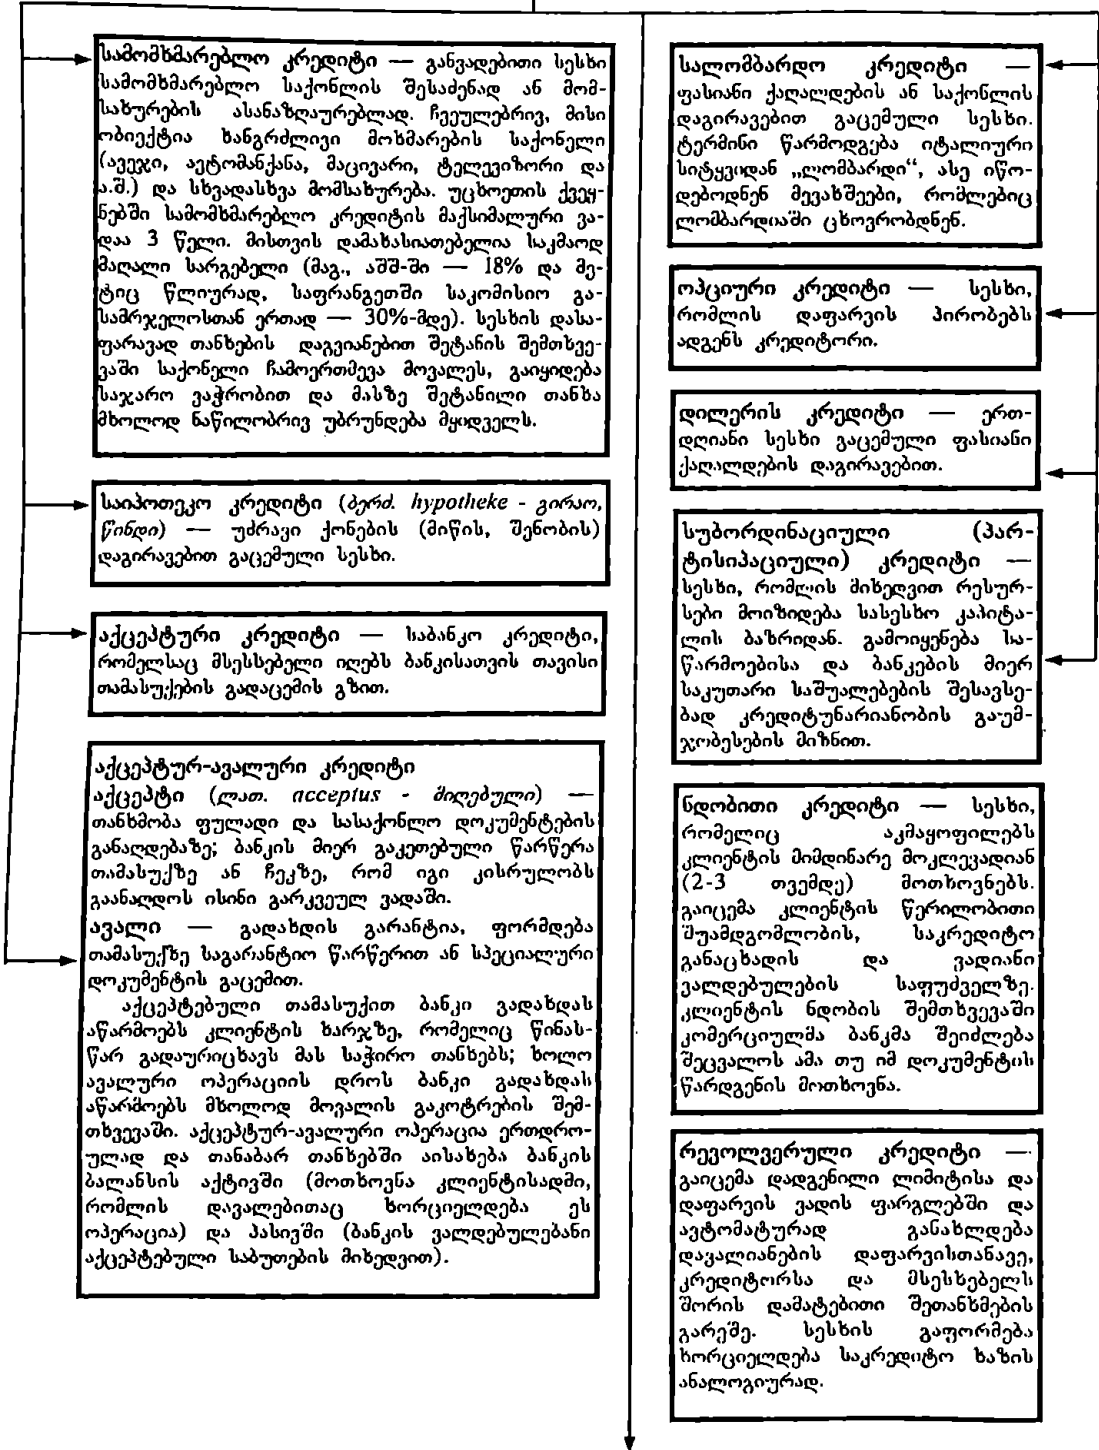 სამომხმარებლო კრედიტი — განვადებითი სესხი
სამომხმარებლო საქონლის შესაძენად ან მომ-
სახურების ასანაზღაურებლად. ჩვეულებრივ, მისი
ობიექტია ხანგრძლივი მოხმარების საქონელი
(ავეჯი, ავტომანქანა, მაცივარი, ტელევიზორი და
ა.შ.) და სხვადასხვა მომსახურება. უცხოეთის ქვეყ-
ნებში სამომხმარებლო კრედიტის მაქსიმალური ვა-
დაა 3 წელი. მისთვის დამახასიათებელია საკმაოდ
მაღალი სარგებელი (მაგ., აშშ-ში — 18% და მე-
ტიც წლიურად, საფრანგეთში საკომისიო გა-
სამრჯელოსთან ერთად — 30%-მდე). სესხის დასა-
ფარავად თანხების დაგვიანებით შეტანის შემთხვე-
ვაში საქონელი ჩამოერთმევა მოვალეს, გაიყიდება
საჯარო ვაჭრობით და მასზე შეტანილი თანხა
მხოლოდ ნაწილობრივ უბრუნდება მყიდველს.
საიპოთეკო კრედიტი (ბერძ. hypotheke - გირაო,
წინდი) — უძრავი ქონების (მიწის, შენობის)
დაგირავებით გაცემული სესხი.
აქცეპტური კრედიტი — საბანკო კრედიტი,
რომელსაც მსესხებელი იღებს ბანკისათვის თავისი
თამასუქების გადაცემის გზით.
აქცეპტურ-ავალური კრედიტი
აქცეპტი (ლათ. acceptus - მიღებული) —
თანხმობა ფულადი და სასაქონლო დოკუმენტების
განაღდებაზე; ბანკის მიერ გაკეთებული წარწერა
თამასუქზე ან ჩეკზე, რომ იგი კისრულობს
გაანაღდოს ისინი გარკვეულ ვადაში.
ავალი — გადახდის გარანტია, ფორმდება
თამასუქზე საგარანტიო წარწერით ან სპეციალური
დოკუმენტის გაცემით.
აქცეპტებული თამასუქით ბანკი გადახდას
აწარმოებს კლიენტის ხარჯზე, რომელიც წინას-
წარ გადაურიცხავს მას საჭირო თანხებს; ხოლო
ავალური ოპერაციის დროს ბანკი გადახდას
აწარმოებს მხოლოდ მოვალის გაკოტრების შემ-
თხვევაში. აქცეპტურ-ავალური ოპერაცია ერთდრო-
ულად და თანაბარ თანხებში აისახება ბანკის
ბალანსის აქტივში (მოთხოვნა კლიენტისადმი,
რომლის დავალებითაც ხორციელდება ეს
ოპერაცია) და პასივში (ბანკის ვალდებულებანი
აქცეპტებული საბუთების მიხედვით).
სალომბარდო კრედიტი —
ფასიანი ქაღალდების ან საქონლის
დაგირავებით გაცემული სესხი.
ტერმინი წარმოდგება იტალიური
სიტყვიდან „ლომბარდი“, ასე იწო-
დებოდნენ მევახშეები, რომლებიც
ლომბარდიაში ცხოვრობდნენ.
ოპციური კრედიტი — სესხი,
რომლის დაფარვის პირობებს
ადგენს კრედიტორი.
დილერის კრედიტი — ერთ-
დღიანი სესხი გაცემული ფასიანი
ქაღალდების დაგირავებით.
სუბორდინაციული (პარ-
ტისიპაციული) კრედიტი —
სესხი, რომლის მიხედვით რესურ-
სები მოიზიდება სასესხო კაპიტა-
ლის ბაზრიდან. გამოიყენება სა-
წარმოებისა და ბანკების მიერ
საკუთარი საშუალებების შესავსე-
ბად კრედიტუნარიანობის გაუმ-
ჯობესების მიზნით.
ნდობითი კრედიტი — სესხი,
რომელიც აკმაყოფილებს
კლიენტის მიმდინარე მოკლევადიან
(2-3 თვემდე) მოთხოვნებს.
გაიცემა კლიენტის წერილობითი
შუამდგომლობის, საკრედიტო
განაცხადის და ვადიანი
ვალდებულების საფუძველზე.
კლიენტის ნდობის შემთხვევაში
კომერციულმა ბანკმა შეიძლება
შეცვალოს ამა თუ იმ დოკუმენტის
წარდგენის მოთხოვნა.
რევოლვერული კრედიტი —
გაიცემა დადგენილი ლიმიტისა და
დაფარვის ვადის ფარგლებში და
ავტომატურად განახლდება
დავალიანების დაფარვისთანავე,
კრედიტორსა და მსესხებელს
შორის დამატებითი შეთანხმების
გარეშე. სესხის გაფორმება
ხორციელდება საკრედიტო ხაზის
ანალოგიურად.